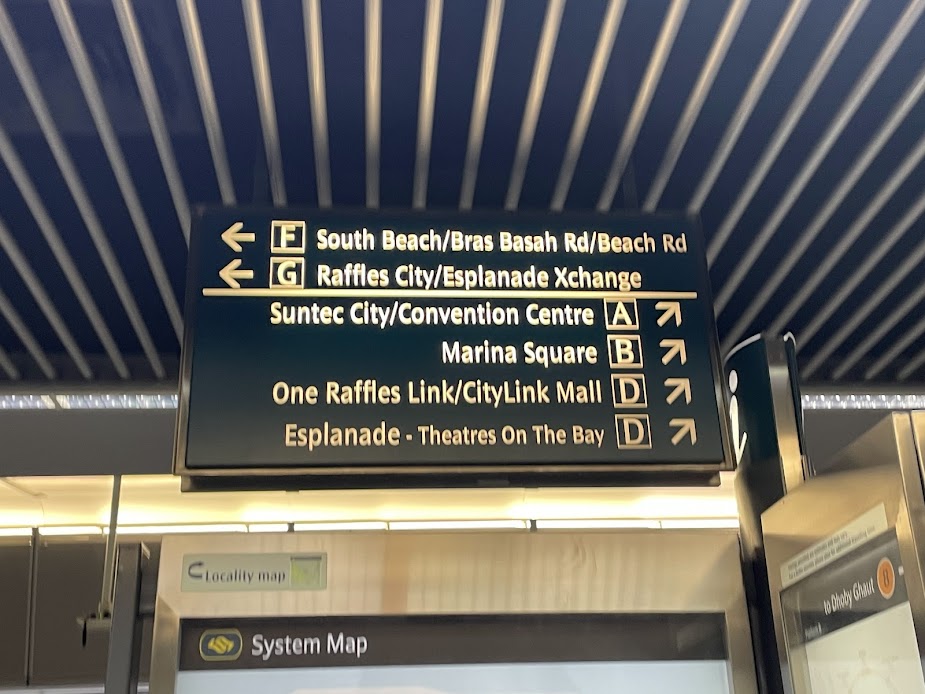 ← F South Beach/Bras Basah Rd/Beach Rd
← G Raffles City/Esplanade Xchange
Suntec City/Convention Centre A ↗
Marina Square B ↗
One Raffles Link/CityLink Mall D ↗
Esplanade - Theatres On The Bay D ↗
i
Locality map
System Map
to Dhoby Ghaut B